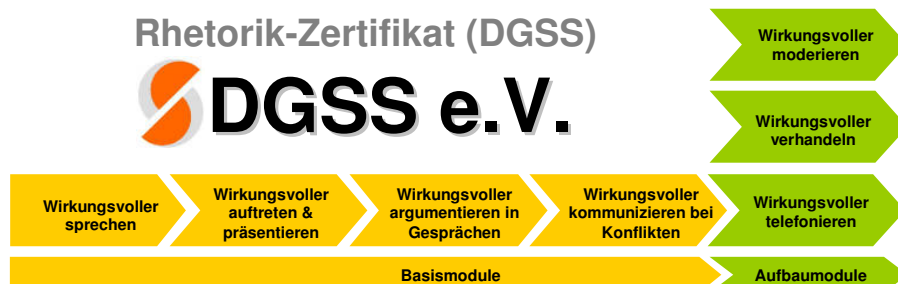 Rhetorik-Zertifikat (DGSS)
DGSS e.V.
Wirkungsvoller
moderieren
Wirkungsvoller
verhandeln
Wirkungsvoller
sprechen
Wirkungsvoller
auftreten &
präsentieren
Wirkungsvoller
argumentieren in
Gesprächen
Wirkungsvoller
kommunizieren bei
Konflikten
Wirkungsvoller
telefonieren
Basismodule
Aufbaumodule